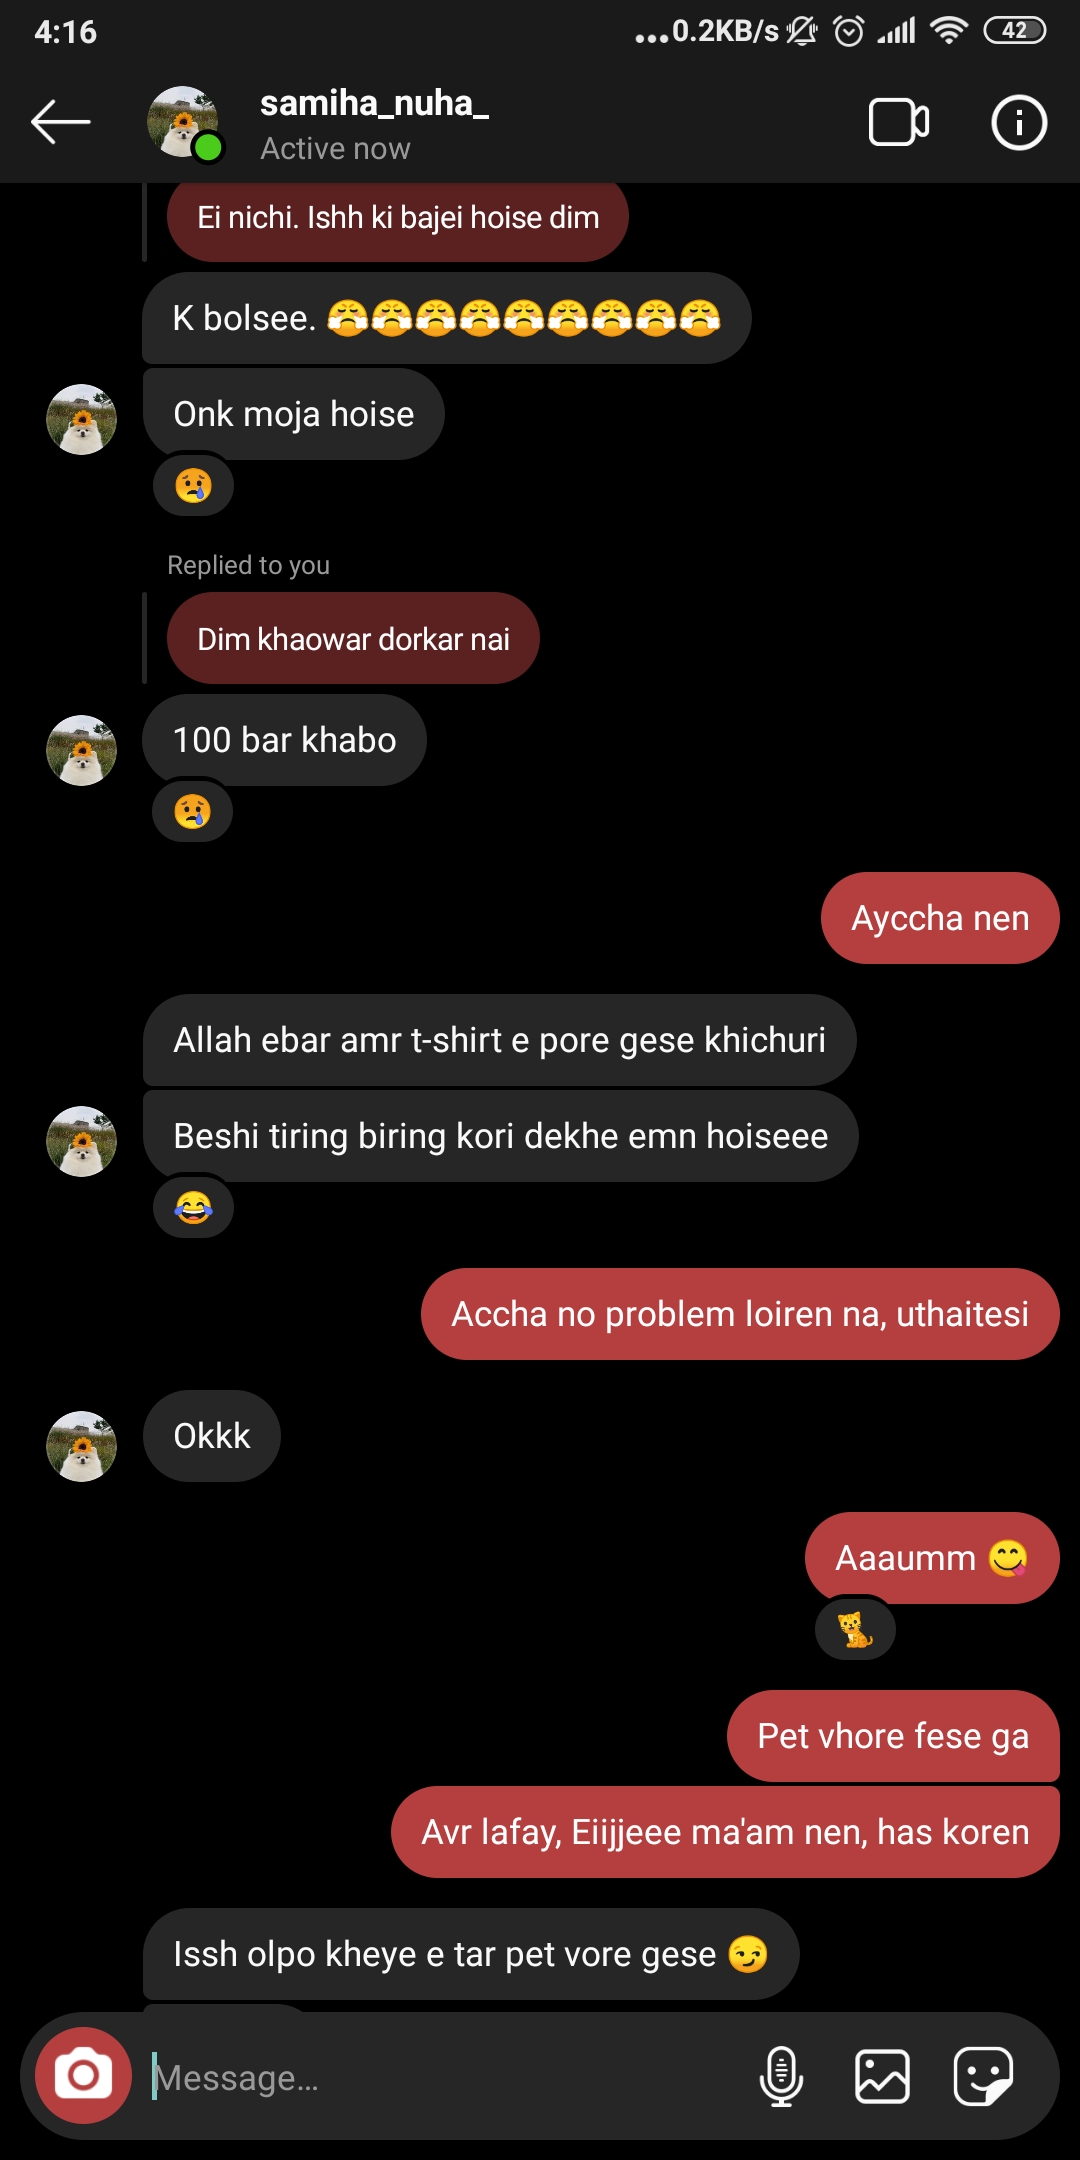 4:16
...0.2KB/s
42
samiha_nuha_
Active now
Ei nichi. Ishh ki bajei hoise dim
K bolsee. 😤😤😤😤😤😤😤😤😤
Onk moja hoise
😢
Replied to you
Dim khaowar dorkar nai
100 bar khabo
😢
Ayccha nen
Allah ebar amr t-shirt e pore gese khichuri
Beshi tiring biring kori dekhe emn hoiseee
😂
Accha no problem loiren na, uthaitesi
Okkk
Aaaumm 😋
🐈
Pet vhore fese ga
Avr lafay, Eiijjeee ma'am nen, has koren
Issh olpo kheye e tar pet vore gese 😏
Message...